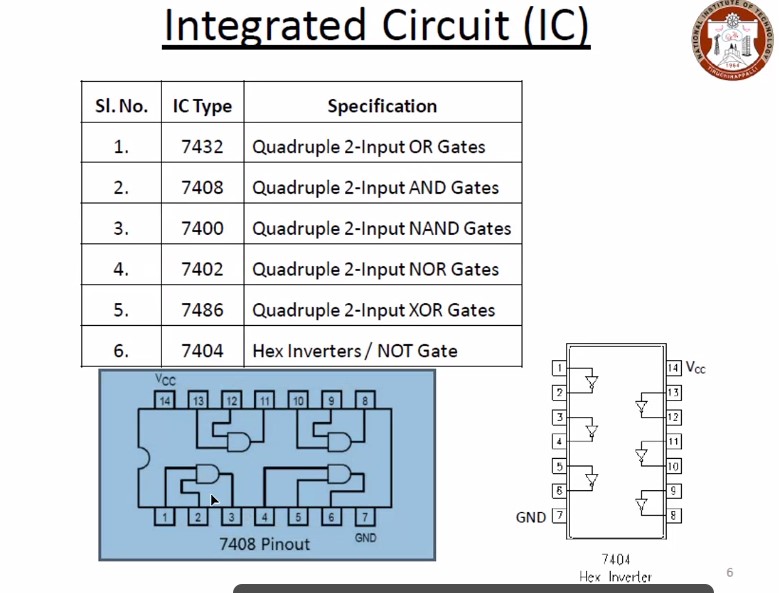 Integrated Circuit (IC)
NATIONAL INSTITUTE OF TECHNOLOGY
TIRUCHIRAPPALLI
1964
Sl. No. IC Type Specification
1. 7432 Quadruple 2-Input OR Gates
2. 7408 Quadruple 2-Input AND Gates
3. 7400 Quadruple 2-Input NAND Gates
4. 7402 Quadruple 2-Input NOR Gates
5. 7486 Quadruple 2-Input XOR Gates
6. 7404 Hex Inverters / NOT Gate
VCC
14 13 12 11 10 9 8
1 2 3 4 5 6 7
7408 Pinout GND
1 14 VCC
2 13
3 12
4 11
5 10
6 9
GND 7 8
7404
Hex Inverter
6